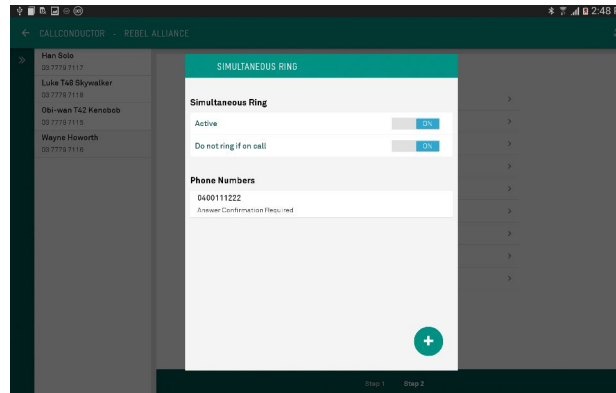 2:48
CALLCONDUCTOR - REBEL ALLIANCE
Han Solo
03 7779 7117
Luke T46 Skywalker
03 7779 7118
Obi-wan T42 Kenobob
03 7779 7115
Wayne Howorth
03 7779 7116
SIMULTANEOUS RING
Simultaneous Ring
Active
ON
Do not ring if on call
ON
Phone Numbers
0400111222
Answer Confirmation Required
+
Step 1 Step 2